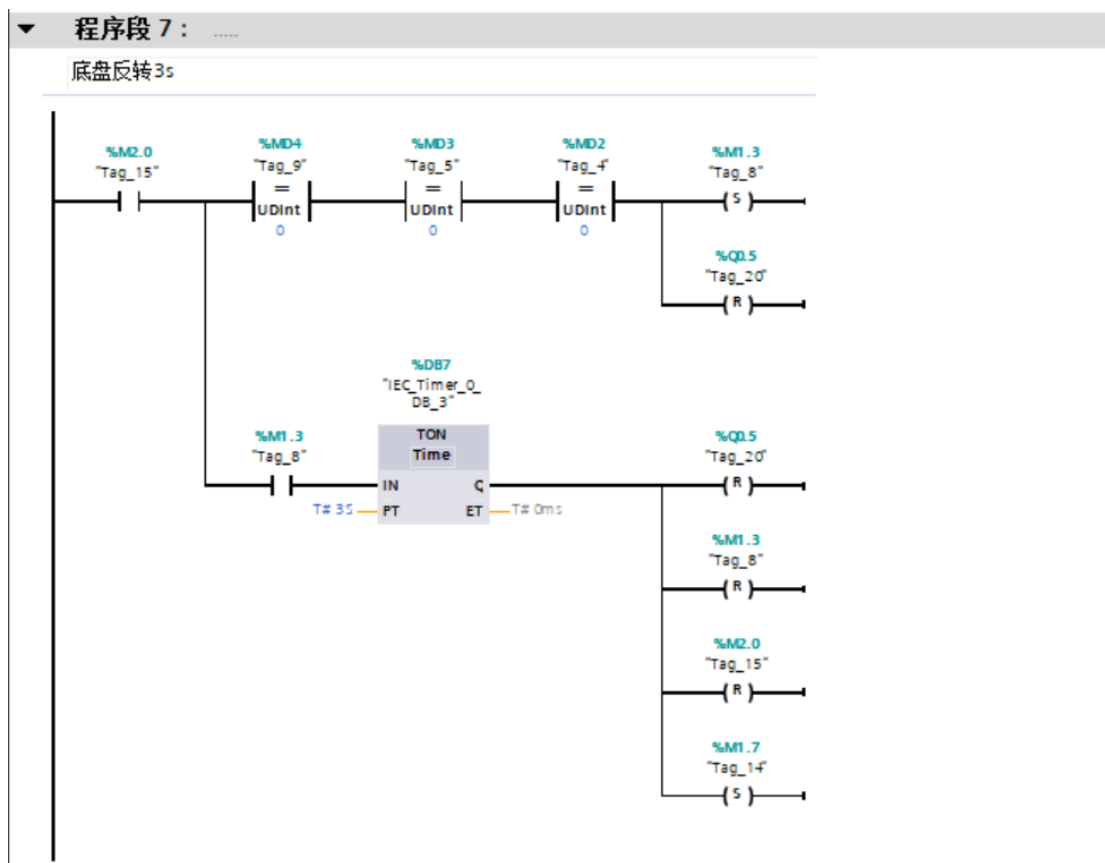 程序段 7： .....
底盘反转3s
%M2.0
"Tag_15"
%MD4
"Tag_9"
=
UDInt
0
%MD3
"Tag_5"
=
UDInt
0
%MD2
"Tag_4"
=
UDInt
0
%M1.3
"Tag_8"
S
%Q0.5
"Tag_20"
R
%DB7
"IEC_Timer_0_
DB_3"
TON
Time
%M1.3
"Tag_8"
IN
Q
T# 3S
PT
ET
T# 0ms
%Q0.5
"Tag_20"
R
%M1.3
"Tag_8"
R
%M2.0
"Tag_15"
R
%M1.7
"Tag_14"
S